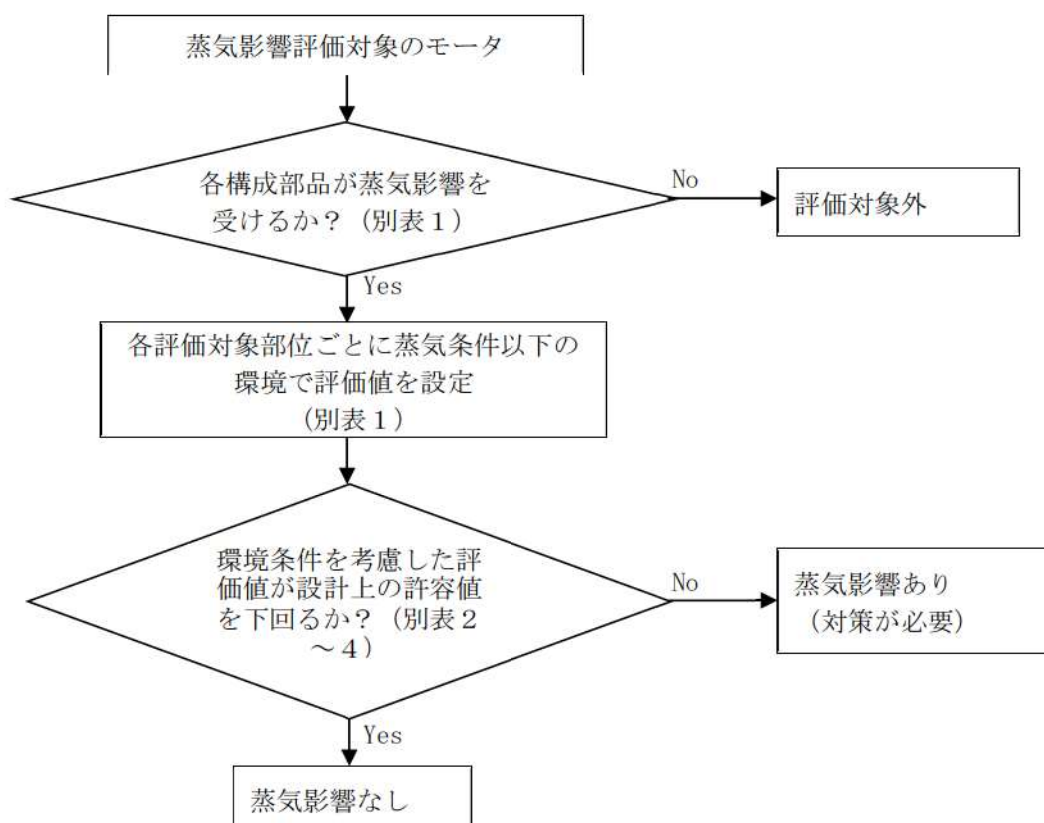 蒸気影響評価対象のモータ
各構成部品が蒸気影響を
受けるか？（別表１）
No
評価対象外
Yes
各評価対象部位ごとに蒸気条件以下の
環境で評価値を設定
（別表１）
環境条件を考慮した評
価値が設計上の許容値
を下回るか？（別表２
～４）
No
蒸気影響あり
（対策が必要）
Yes
蒸気影響なし